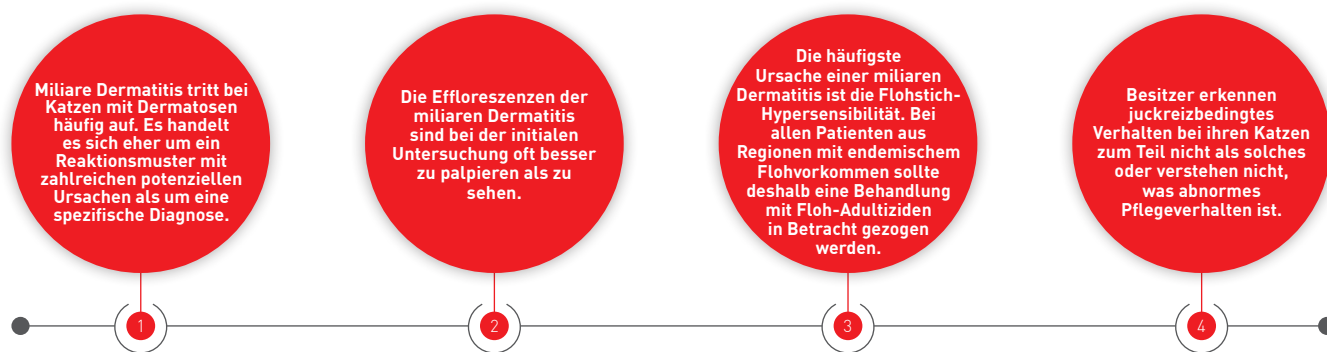 Miliare Dermatitis tritt bei
Katzen mit Dermatosen
häufig auf. Es handelt
es sich eher um ein
Reaktionsmuster mit
zahlreichen potenziellen
Ursachen als um eine
spezifische Diagnose.
Die Effloreszenzen der
miliaren Dermatitis
sind bei der initialen
Untersuchung oft besser
zu palpieren als zu
sehen.
Die häufigste
Ursache einer miliaren
Dermatitis ist die Flohstich-
Hypersensibilität. Bei
allen Patienten aus
Regionen mit endemischem
Flohvorkommen sollte
deshalb eine Behandlung
mit Floh-Adultiziden
in Betracht gezogen
werden.
Besitzer erkennen
juckreizbedingtes
Verhalten bei ihren Katzen
zum Teil nicht als solches
oder verstehen nicht,
was abnormes
Pflegeverhalten ist.
1
2
3
4